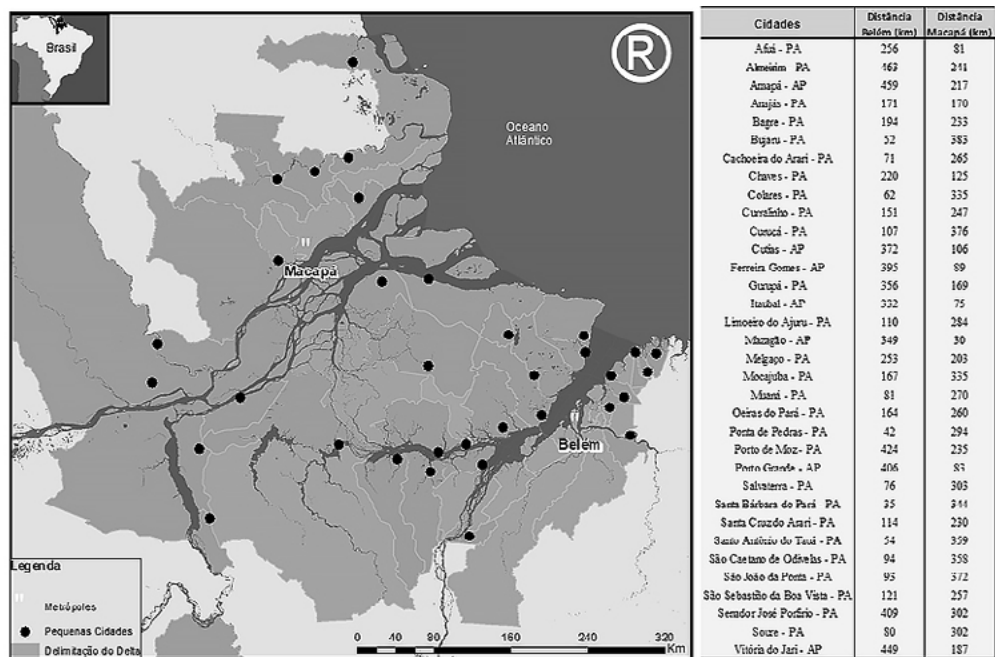 Brasil
®
Oceano
Atlântico
Macapá
Belém
Legenda
Metrópoles
Pequenas Cidades
Delimitação do Delta
0 20 40 80 160 240 320
Km
Cidades Distância Belém (km) Distância Macapá (km)
Afuá - PA 256 81
Almeirim - PA 463 241
Amapá - AP 459 217
Anajás - PA 171 170
Bagre - PA 194 233
Bujaru - PA 52 383
Cachoeira do Arari - PA 71 265
Chaves - PA 220 125
Colares - PA 62 335
Curralinho - PA 151 247
Curuçá - PA 107 376
Cutias - AP 372 106
Ferreira Gomes - AP 395 89
Gurupá - PA 356 169
Itaubal - AP 332 75
Limoeiro do Ajuru - PA 110 284
Mazagão - AP 349 30
Melgaço - PA 253 203
Mocajuba - PA 167 335
Muaná - PA 81 270
Oeiras do Pará - PA 164 260
Ponta de Pedras - PA 42 294
Porto de Moz - PA 424 235
Porto Grande - AP 406 83
Salvaterra - PA 76 303
Santa Bárbara do Pará - PA 35 344
Santa Cruz do Arari - PA 114 230
Santo Antônio do Tauá - PA 54 359
São Caetano de Odivelas - PA 94 358
São João da Ponta - PA 95 372
São Sebastião da Boa Vista - PA 121 257
Senador José Porfírio - PA 409 302
Soure - PA 80 302
Vitória do Jari - AP 449 187